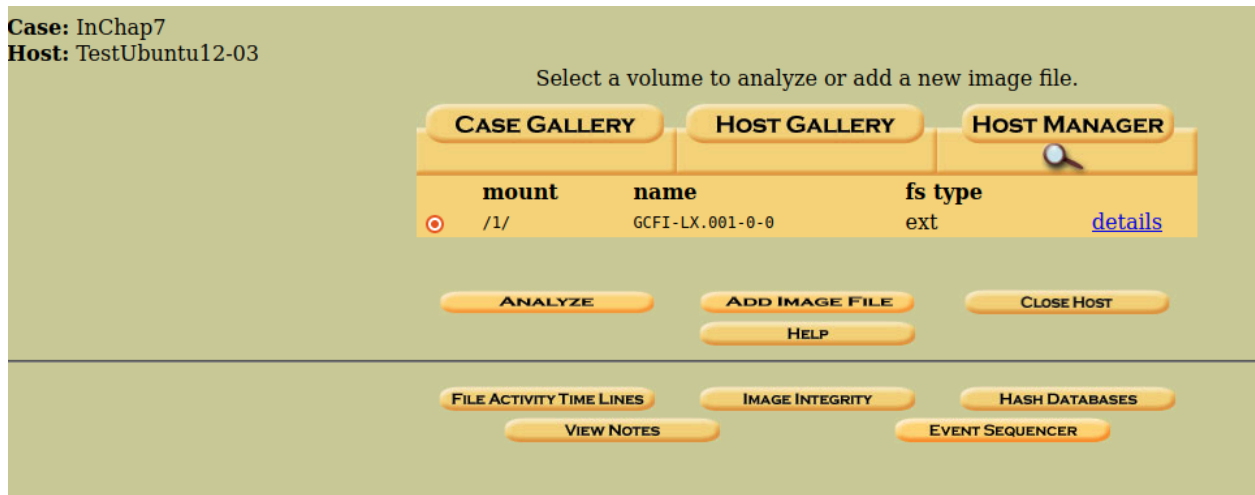 Case: InChap7
Host: TestUbuntu12-03
Select a volume to analyze or add a new image file.
CASE GALLERY HOST GALLERY HOST MANAGER
mount name fs type
/1/ GCFI-LX.001-0-0 ext details
ANALYZE ADD IMAGE FILE CLOSE HOST
HELP
FILE ACTIVITY TIME LINES IMAGE INTEGRITY HASH DATABASES
VIEW NOTES EVENT SEQUENCER